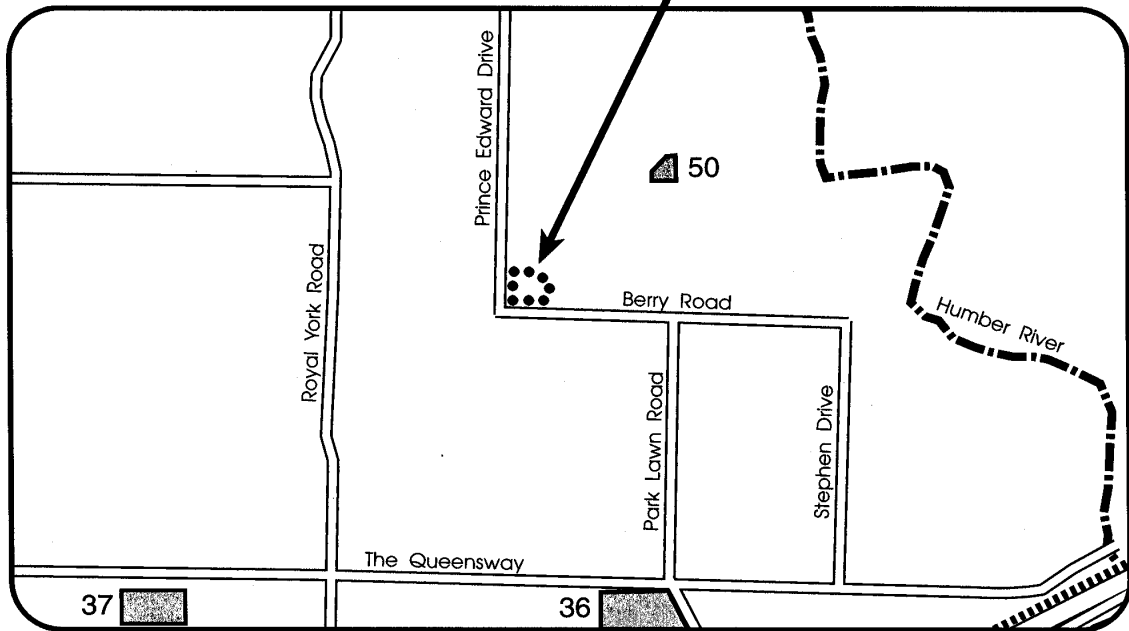 Prince Edward Drive
50
Royal York Road
Berry Road
Humber River
Park Lawn Road
Stephen Drive
The Queensway
37
36